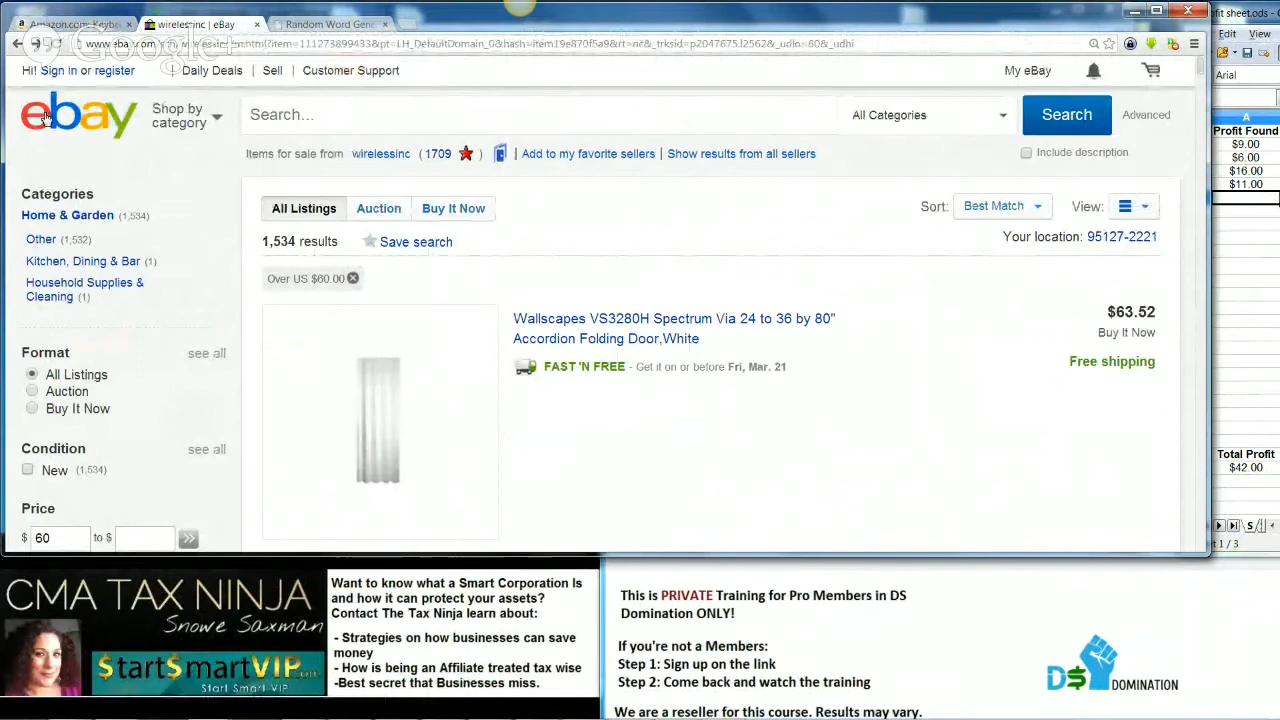 Amazon.com: Keybo
wirelessinc | eBay
Random Word Gene
Google+
Hi! Sign in or register
Daily Deals
Sell
Customer Support
My eBay
ebay
Shop by category
Search...
All Categories
Search
Advanced
Items for sale from wirelessinc (1709 ) | Add to my favorite sellers | Show results from all sellers
Include description
Categories
Home & Garden (1,534)
Other (1,532)
Kitchen, Dining & Bar (1)
Household Supplies &
Cleaning (1)
Format see all
All Listings
Auction
Buy It Now
Condition see all
New (1,534)
Price
$ 60 to $
All Listings Auction Buy It Now
Sort: Best Match View:
1,534 results Save search
Your location: 95127-2221
Over US $60.00
Wallscapes VS3280H Spectrum Via 24 to 36 by 80"
Accordion Folding Door,White
FAST 'N FREE - Get it on or before Fri, Mar. 21
$63.52
Buy It Now
Free shipping
ofit sheet.ods - O
View
Arial
A
Profit Found
$9.00
$6.00
$16.00
$11.00
Total Profit
$42.00
t 1 / 3
CMA TAX NINJA
Snowe Saxman
$tart$martVIP.com
Start Smart VIP
Want to know what a Smart Corporation Is
and how it can protect your assets?
Contact The Tax Ninja learn about:
- Strategies on how businesses can save
money
- How is being an Affiliate treated tax wise
-Best secret that Businesses miss.
This is PRIVATE Training for Pro Members in DS
Domination ONLY!
If you're not a Members:
Step 1: Sign up on the link
Step 2: Come back and watch the training
We are a reseller for this course. Results may vary.
D$ DOMINATION